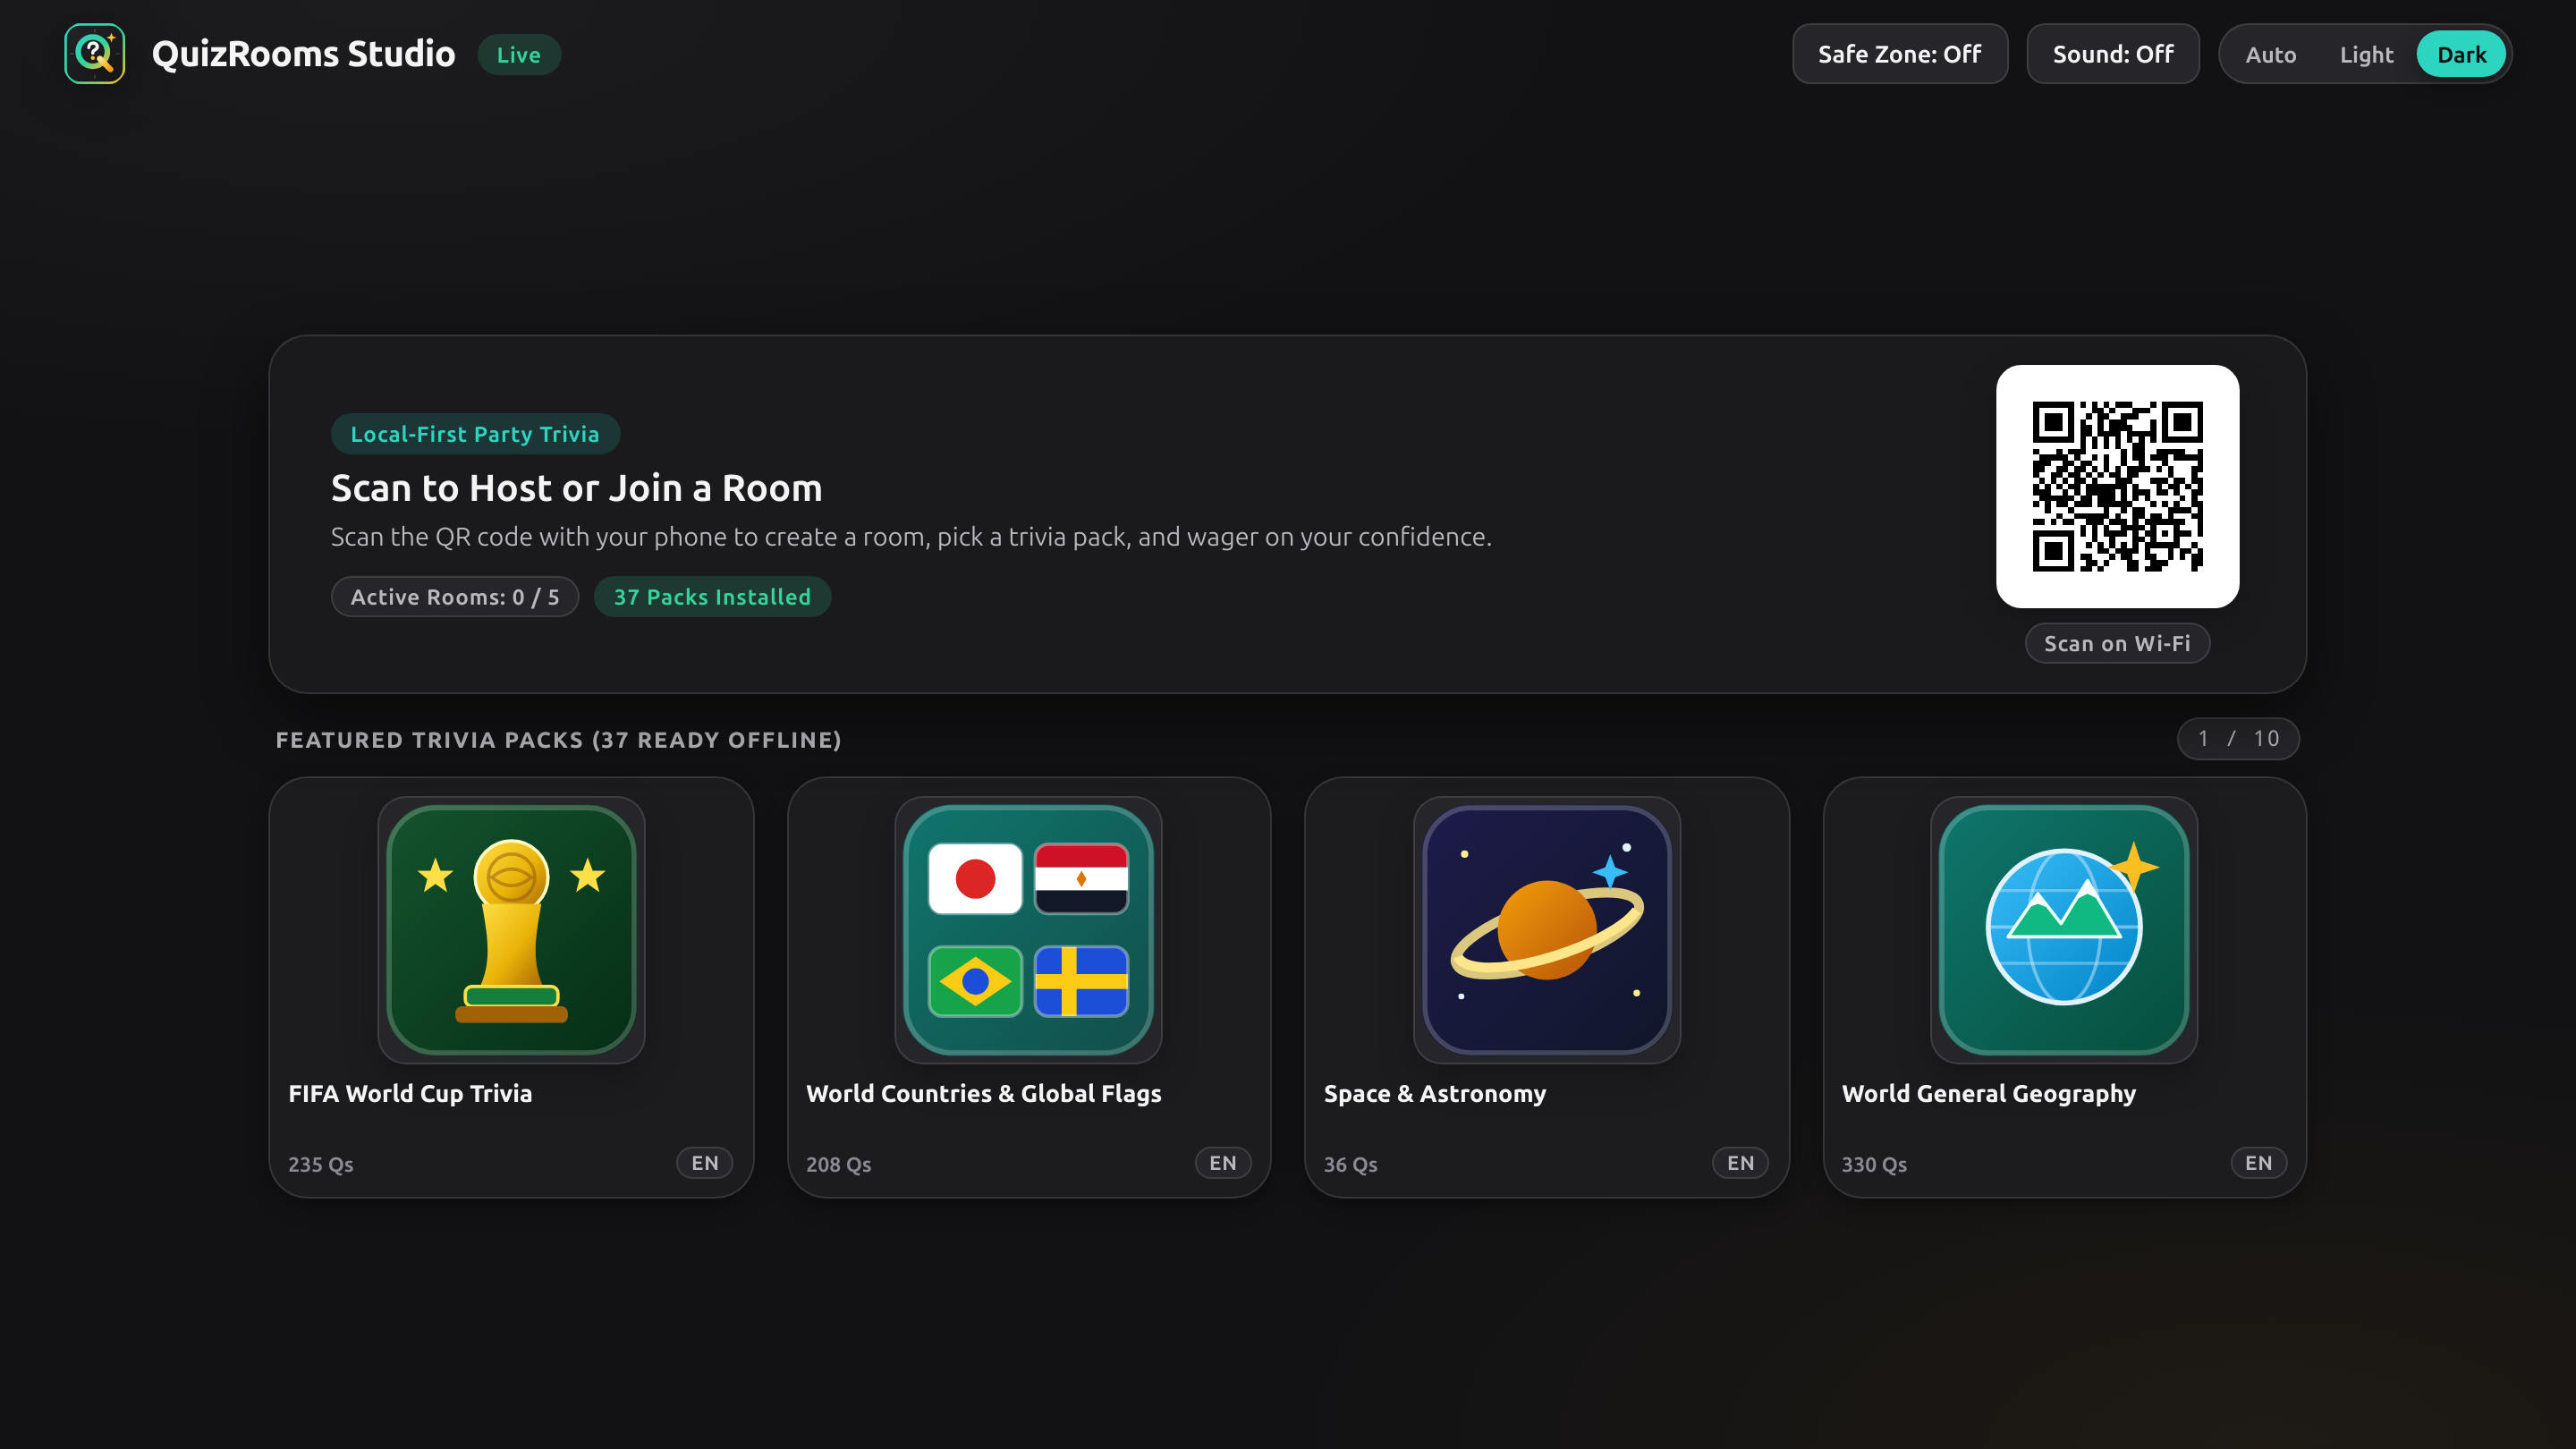 QuizRooms Studio
Live
Safe Zone: Off
Sound: Off
Auto
Light
Dark
Local-First Party Trivia
Scan to Host or Join a Room
Scan the QR code with your phone to create a room, pick a trivia pack, and wager on your confidence.
Active Rooms: 0 / 5
37 Packs Installed
Scan on Wi-Fi
FEATURED TRIVIA PACKS (37 READY OFFLINE)
1 / 10
FIFA World Cup Trivia
235 Qs
EN
World Countries & Global Flags
208 Qs
EN
Space & Astronomy
36 Qs
EN
World General Geography
330 Qs
EN